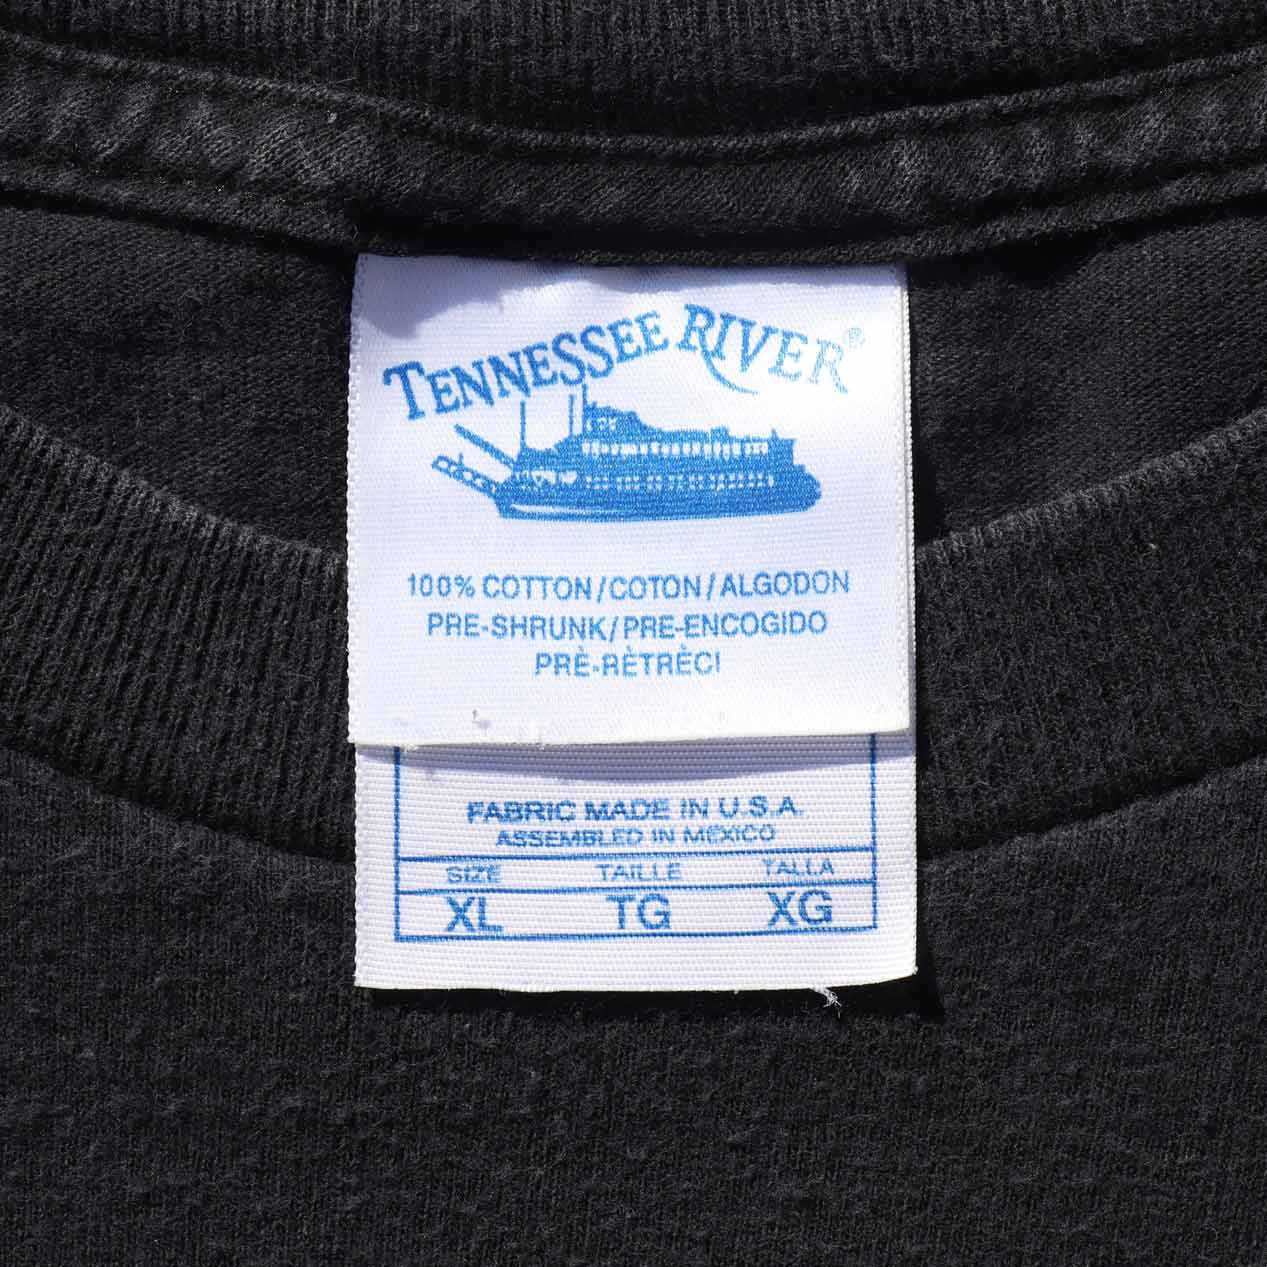 TENNESSEE RIVER®
100% COTTON/COTON/ALGODON
PRE-SHRUNK/PRE-ENCOGIDO
PRÈ-RÈTRÈCI
FABRIC MADE IN U.S.A.
ASSEMBLED IN MEXICO
SIZE TAILLE TALLA
XL TG XG